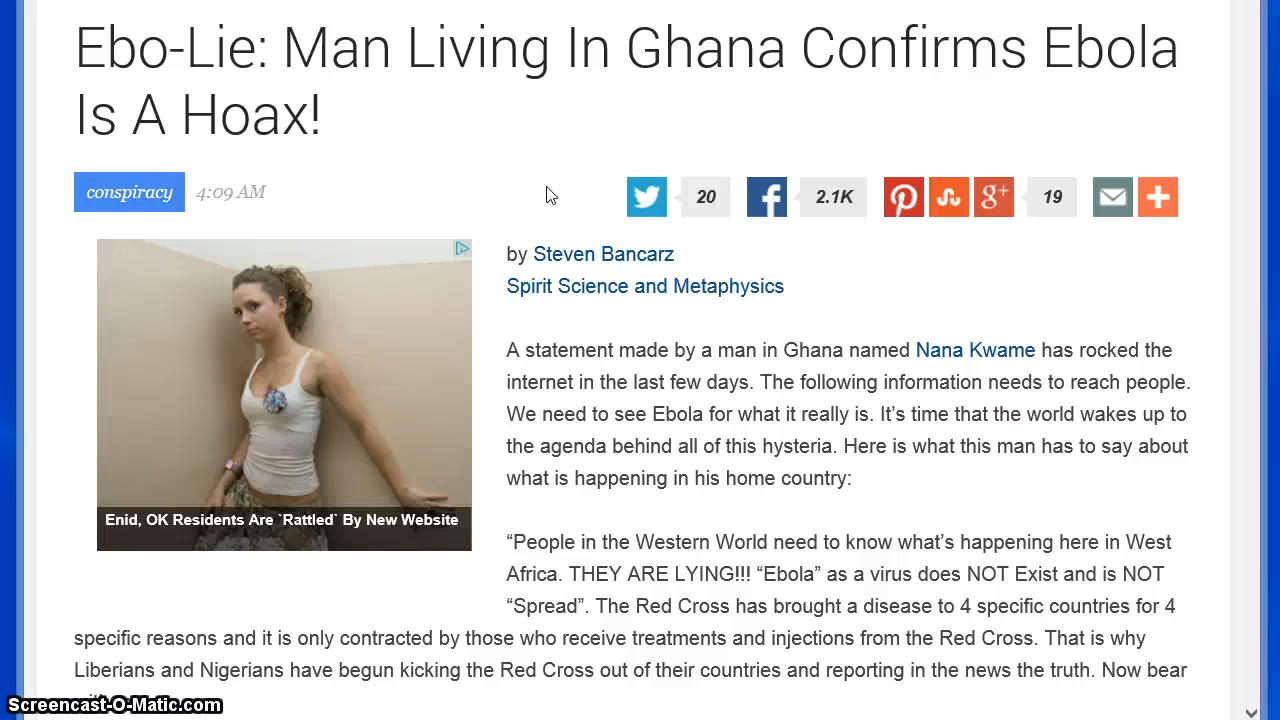 Ebo-Lie: Man Living In Ghana Confirms Ebola
Is A Hoax!
conspiracy 4:09 AM
20 2.1K 19
by Steven Bancarz
Spirit Science and Metaphysics
A statement made by a man in Ghana named Nana Kwame has rocked the
internet in the last few days. The following information needs to reach people.
We need to see Ebola for what it really is. It’s time that the world wakes up to
the agenda behind all of this hysteria. Here is what this man has to say about
what is happening in his home country:
Enid, OK Residents Are `Rattled` By New Website
“People in the Western World need to know what’s happening here in West
Africa. THEY ARE LYING!!! “Ebola” as a virus does NOT Exist and is NOT
“Spread”. The Red Cross has brought a disease to 4 specific countries for 4
specific reasons and it is only contracted by those who receive treatments and injections from the Red Cross. That is why
Liberians and Nigerians have begun kicking the Red Cross out of their countries and reporting in the news the truth. Now bear
Screencast-O-Matic.com